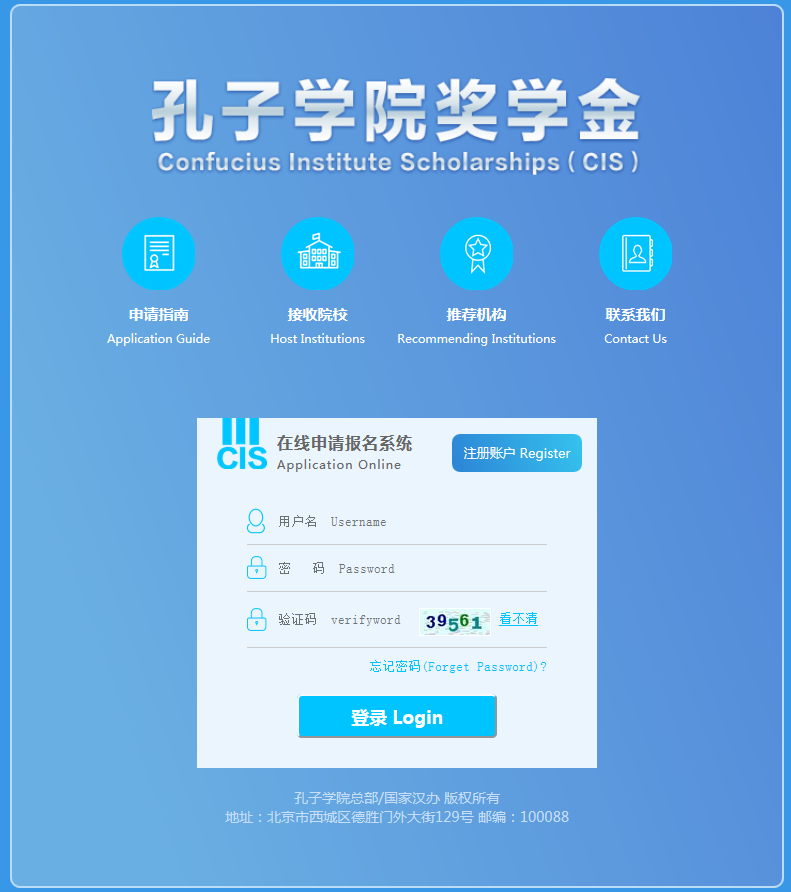 孔子学院奖学金
Confucius Institute Scholarships ( CIS )
申请指南
Application Guide
接收院校
Host Institutions
推荐机构
Recommending Institutions
联系我们
Contact Us
CIS
在线申请报名系统
Application Online
注册账户 Register
用户名 Username
密 码 Password
验证码 verifyword 39561 看不清
忘记密码(Forget Password)?
登录 Login
孔子学院总部/国家汉办 版权所有
地址：北京市西城区德胜门外大街129号 邮编：100088